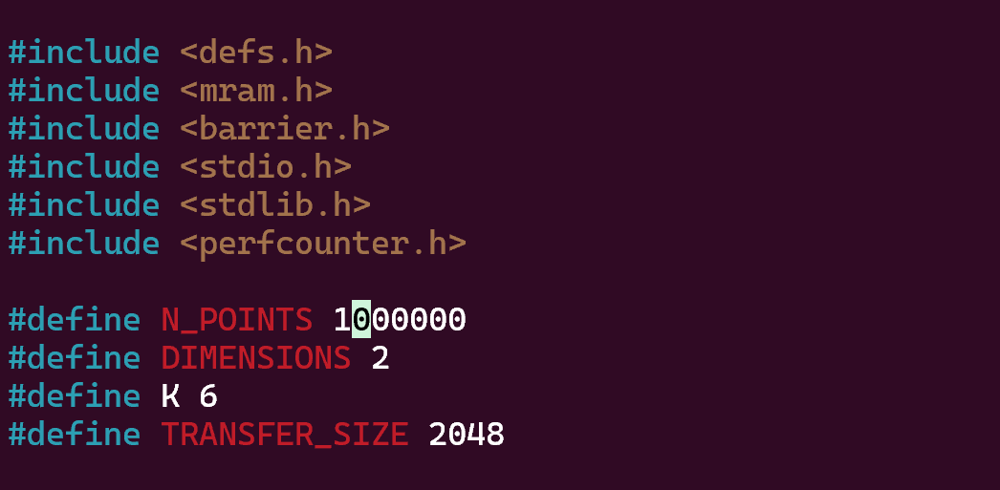 #include <defs.h>
#include <mram.h>
#include <barrier.h>
#include <stdio.h>
#include <stdlib.h>
#include <perfcounter.h>
#define N_POINTS 1000000
#define DIMENSIONS 2
#define K 6
#define TRANSFER_SIZE 2048